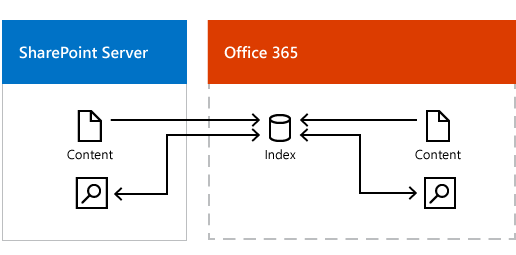 SharePoint Server
Office 365
Content
Index
Content